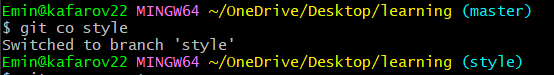 Emin@kafarov22 MINGW64 ~/OneDrive/Desktop/learning (master)
$ git co style
Switched to branch 'style'
Emin@kafarov22 MINGW64 ~/OneDrive/Desktop/learning (style)